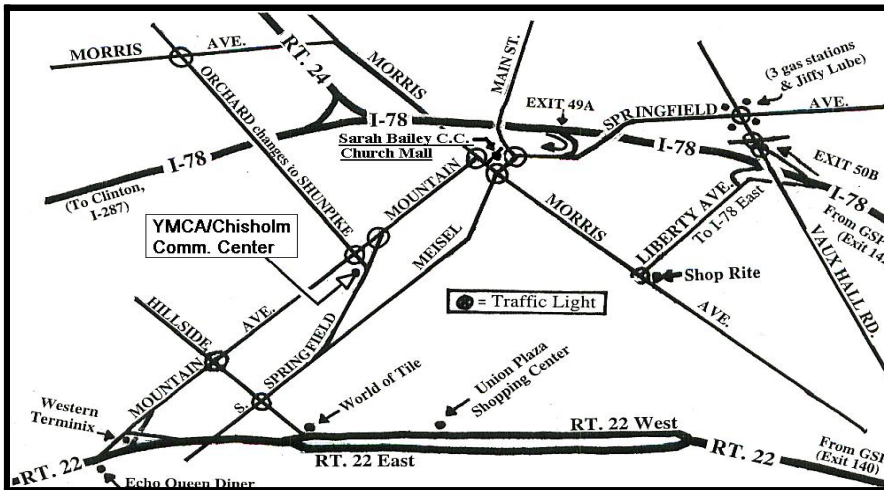 MORRIS AVE.
RT. 24
MORRIS
MAIN ST.
(3 gas stations
& Jiffy Lube)
EXIT 49A
SPRINGFIELD AVE.
ORCHARD changes to SHUNPIKE
I-78
Sarah Bailey C.C.
Church Mall
I-78
EXIT 50B
I-78
(To Clinton,
I-287)
I-78
From GSP
MOUNTAIN
YMCA/Chisholm
Comm. Center
MEISEL
MORRIS
LIBERTY AVE.
To I-78 East
VAUX HALL RD.
Shop Rite
= Traffic Light
AVE.
HILLSIDE
AVE.
MOUNTAIN
S. SPRINGFIELD
World of Tile
Union Plaza
Shopping Center
Western
Terminix
RT. 22 West
RT. 22 East
RT. 22
RT. 22
From GSP
(Exit 140)
Echo Queen Diner